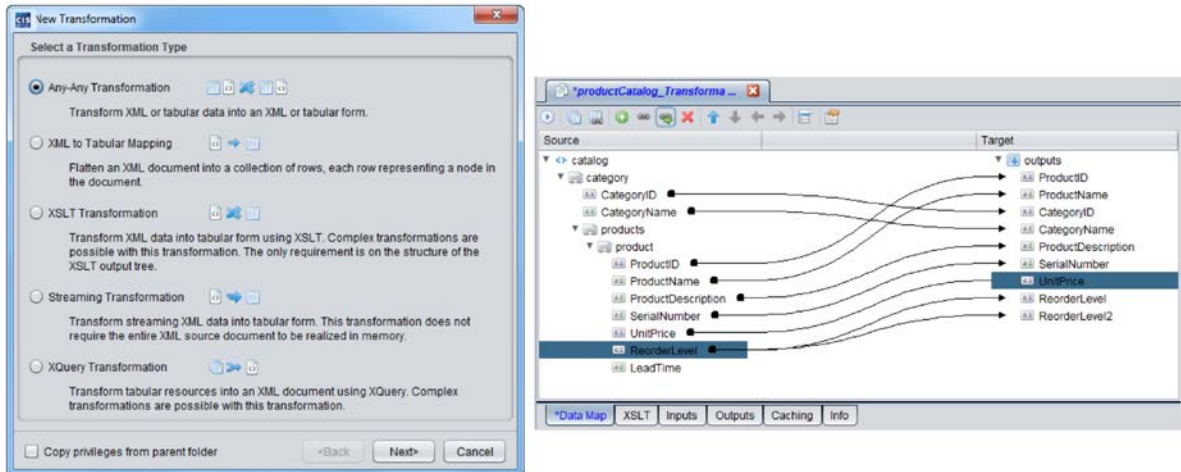 CIS New Transformation
Select a Transformation Type
Any-Any Transformation
Transform XML or tabular data into an XML or tabular form.
XML to Tabular Mapping
Flatten an XML document into a collection of rows, each row representing a node in
the document.
XSLT Transformation
Transform XML data into tabular form using XSLT. Complex transformations are
possible with this transformation. The only requirement is on the structure of the
XSLT output tree.
Streaming Transformation
Transform streaming XML data into tabular form. This transformation does not
require the entire XML source document to be realized in memory.
XQuery Transformation
Transform tabular resources into an XML document using XQuery. Complex
transformations are possible with this transformation.
Copy privileges from parent folder
<Back
Next>
Cancel
*productCatalog_Transforma ...
Source
Target
catalog
category
CategoryID
CategoryName
products
product
ProductID
ProductName
ProductDescription
SerialNumber
UnitPrice
ReorderLevel
LeadTime
outputs
ProductID
ProductName
CategoryID
CategoryName
ProductDescription
SerialNumber
UnitPrice
ReorderLevel
ReorderLevel2
*Data Map
XSLT
Inputs
Outputs
Caching
Info